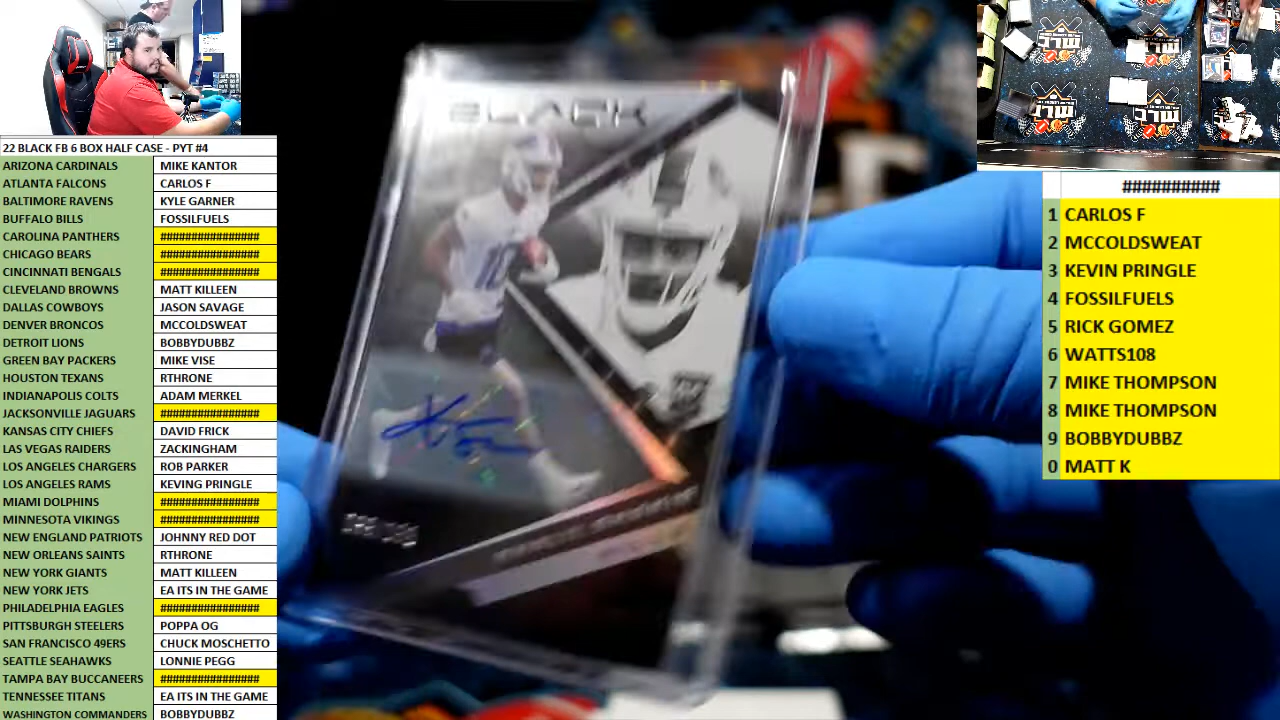 22 BLACK FB 6 BOX HALF CASE - PYT #4
ARIZONA CARDINALS MIKE KANTOR
ATLANTA FALCONS CARLOS F
BALTIMORE RAVENS KYLE GARNER
BUFFALO BILLS FOSSILFUELS
CAROLINA PANTHERS ################
CHICAGO BEARS ################
CINCINNATI BENGALS ################
CLEVELAND BROWNS MATT KILLEEN
DALLAS COWBOYS JASON SAVAGE
DENVER BRONCOS MCCOLDSWEAT
DETROIT LIONS BOBBYDUBBZ
GREEN BAY PACKERS MIKE VISE
HOUSTON TEXANS RTHRONE
INDIANAPOLIS COLTS ADAM MERKEL
JACKSONVILLE JAGUARS ################
KANSAS CITY CHIEFS DAVID FRICK
LAS VEGAS RAIDERS ZACKINGHAM
LOS ANGELES CHARGERS ROB PARKER
LOS ANGELES RAMS KEVING PRINGLE
MIAMI DOLPHINS ################
MINNESOTA VIKINGS ################
NEW ENGLAND PATRIOTS JOHNNY RED DOT
NEW ORLEANS SAINTS RTHRONE
NEW YORK GIANTS MATT KILLEEN
NEW YORK JETS EA ITS IN THE GAME
PHILADELPHIA EAGLES ################
PITTSBURGH STEELERS POPPA OG
SAN FRANCISCO 49ERS CHUCK MOSCHETTO
SEATTLE SEAHAWKS LONNIE PEGG
TAMPA BAY BUCCANEERS ################
TENNESSEE TITANS EA ITS IN THE GAME
WASHINGTON COMMANDERS BOBBYDUBBZ
BLACK
10
##########
1 CARLOS F
2 MCCOLDSWEAT
3 KEVIN PRINGLE
4 FOSSILFUELS
5 RICK GOMEZ
6 WATTS108
7 MIKE THOMPSON
8 MIKE THOMPSON
9 BOBBYDUBBZ
0 MATT K